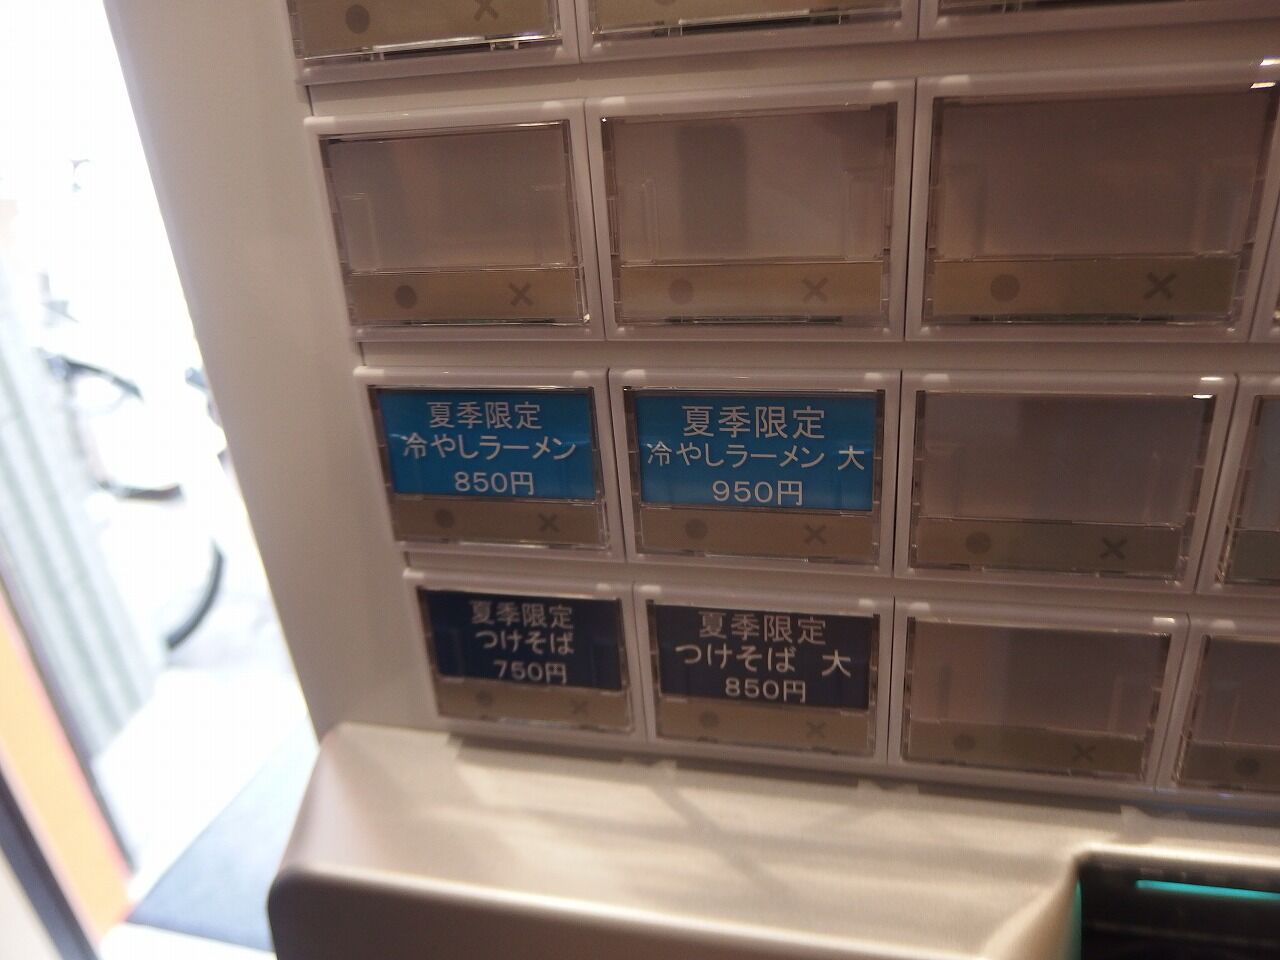 夏季限定
冷やしラーメン
850円
夏季限定
冷やしラーメン 大
950円
夏季限定
つけそば
750円
夏季限定
つけそば 大
850円